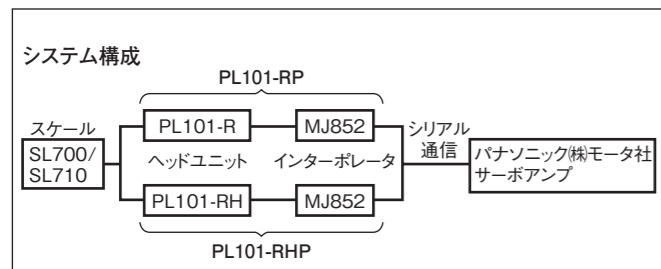 システム構成
PL101-RP
スケール
SL700/
SL710
PL101-R
MJ852
ヘッドユニット
インターポレータ
PL101-RH
MJ852
PL101-RHP
シリアル
通信
パナソニック㈱モータ社
サーボアンプ